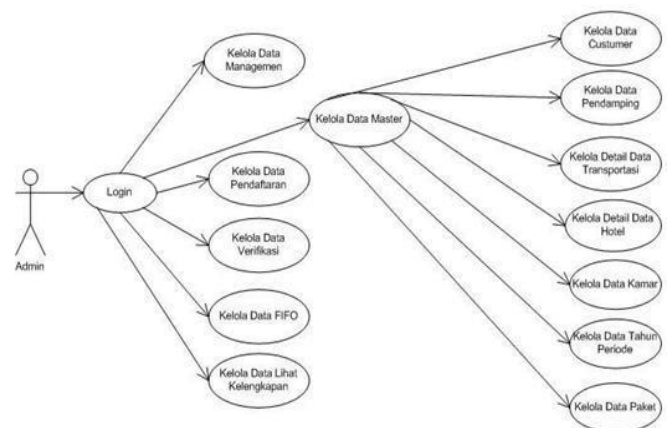 Kelola Data
Managemen
Kelola Data Master
Login
Admin
Kelola Data
Pendaftaran
Kelola Data
Verifikasi
Kelola Data FIFO
Kelola Data Lihat
Kelengkapan
Kelola Data
Custumer
Kelola Data
Pendamping
Kelola Detail Data
Transportasi
Kelola Detail Data
Hotel
Kelola Data Kamar
Kelola Data Tahun
Periode
Kelola Data Paket